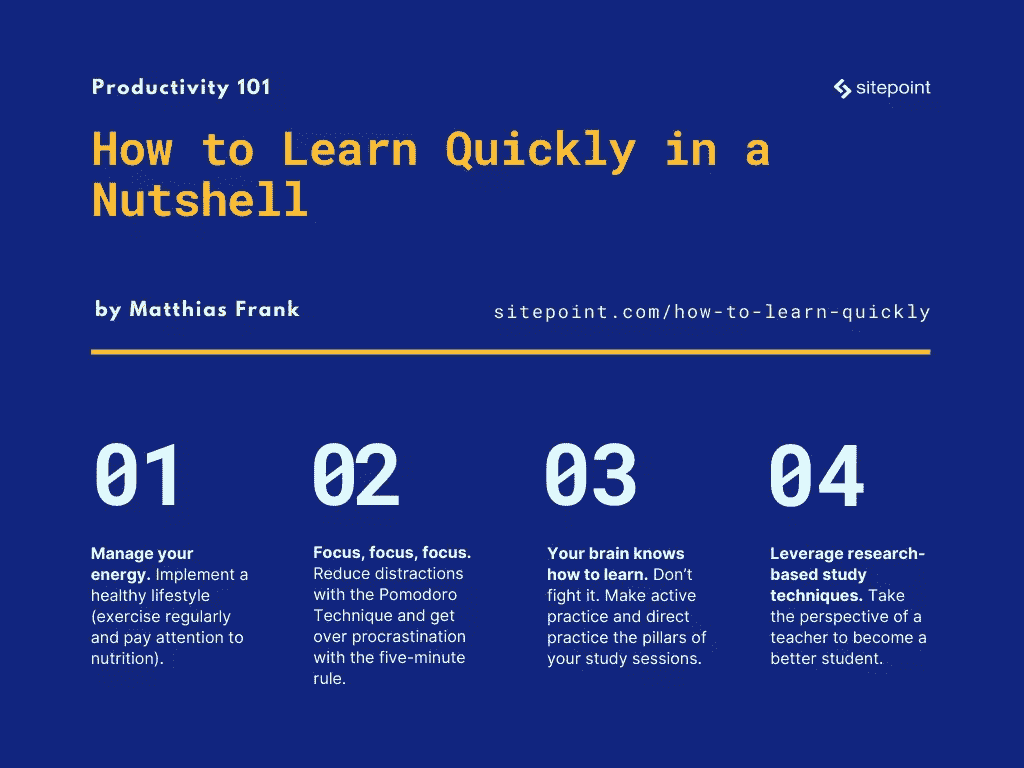 Productivity 101
sitepoint
How to Learn Quickly in a
Nutshell
by Matthias Frank
sitepoint.com/how-to-learn-quickly
01
Manage your
energy. Implement a
healthy lifestyle
(exercise regularly
and pay attention to
nutrition).
02
Focus, focus, focus.
Reduce distractions
with the Pomodoro
Technique and get
over procrastination
with the five-minute
rule.
03
Your brain knows
how to learn. Don’t
fight it. Make active
practice and direct
practice the pillars of
your study sessions.
04
Leverage research-
based study
techniques. Take
the perspective of a
teacher to become a
better student.